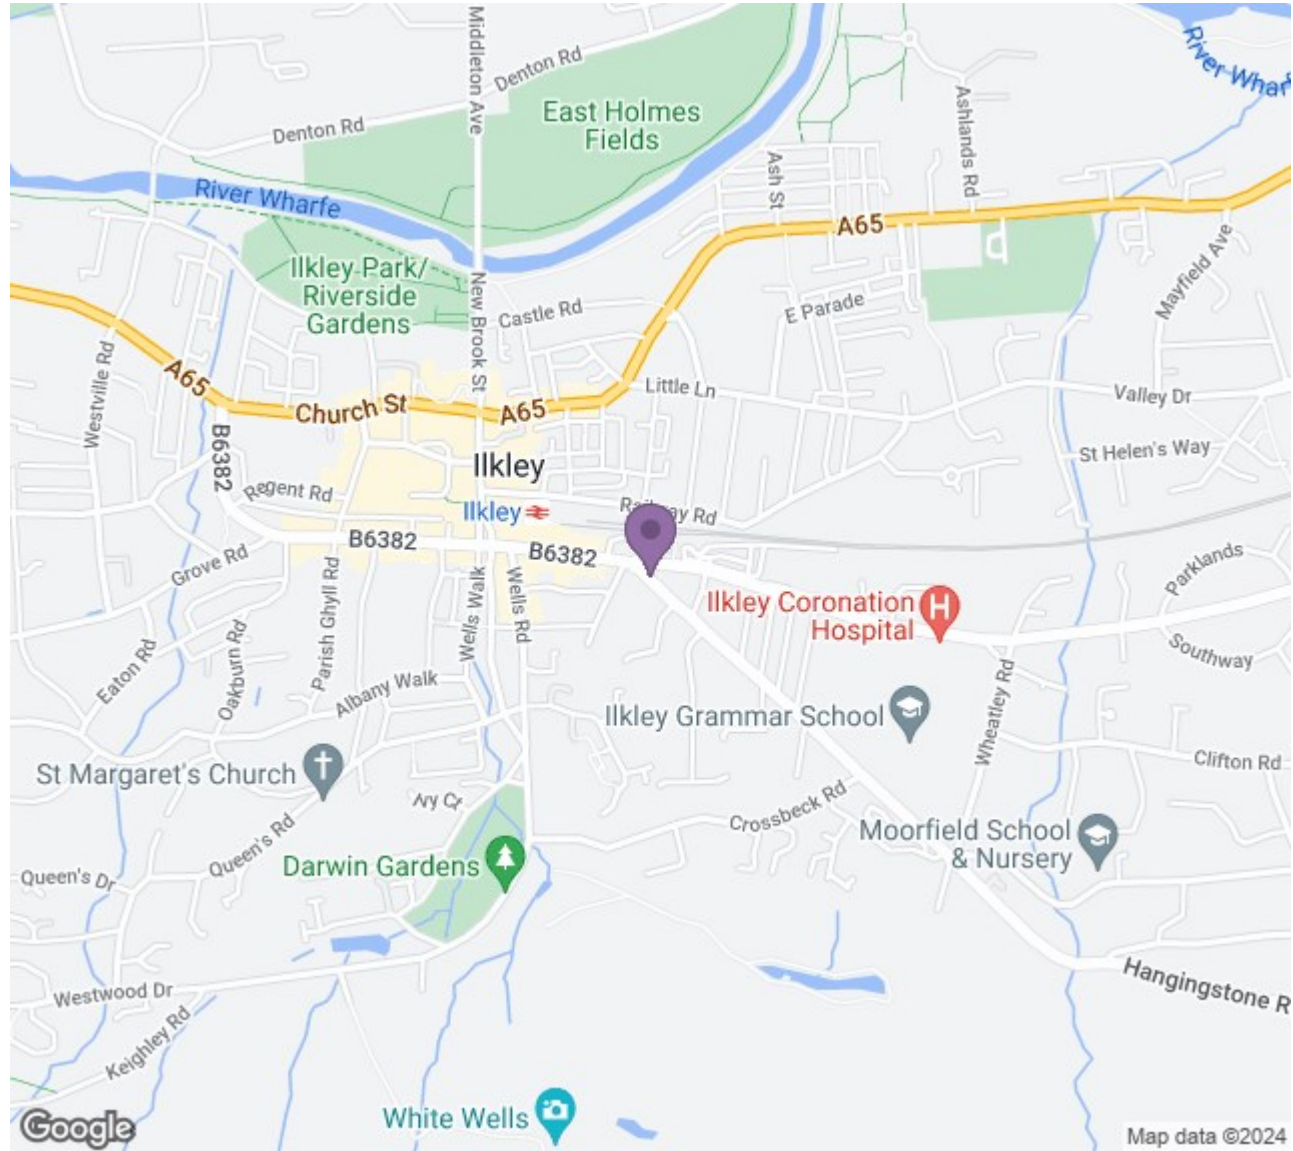 Middleton Ave
Denton Rd
Denton Rd
East Holmes
Fields
River Wharfe
Ash St
Ashlands Rd
A65
Mayfield Ave
River Wharfe
Ilkley Park/
Riverside
Gardens
New Brook St
Castle Rd
E Parade
Westville Rd
A65
Church St
A65
Little Ln
Valley Dr
B6382
Ilkley
St Helen's Way
Regent Rd
Ilkley
Railway Rd
B6382
B6382
Grove Rd
Parish Ghyll Rd
Wells Walk
Wells Rd
Ilkley Coronation
Hospital
H
Parklands
Southway
Eaton Rd
Oakburn Rd
Albany Walk
Ilkley Grammar School
Wheatley Rd
Clifton Rd
St Margaret's Church
Queen's Rd
Crossbeck Rd
Moorfield School
& Nursery
Darwin Gardens
Queen's Dr
Westwood Dr
Keighley Rd
Hangingstone R
White Wells
Google
Map data ©2024